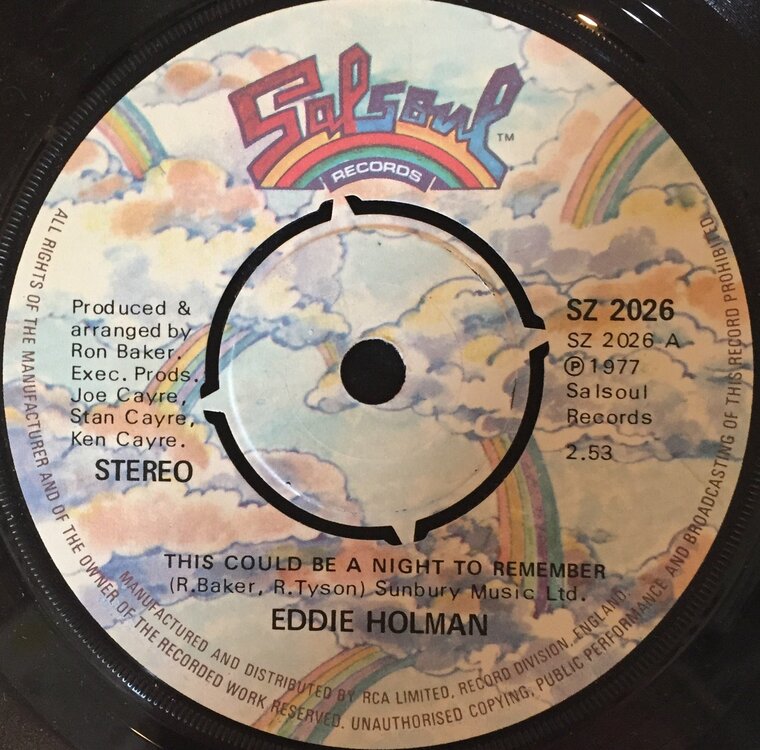 Salsoul TM
RECORDS
Produced &
arranged by
Ron Baker.
Exec. Prods.
Joe Cayre,
Stan Cayre,
Ken Cayre.
STEREO
SZ 2026
SZ 2026 A
Ⓟ 1977
Salsoul
Records
2.53
THIS COULD BE A NIGHT TO REMEMBER
(R.Baker, R.Tyson) Sunbury Music Ltd.
EDDIE HOLMAN
MANUFACTURED AND DISTRIBUTED BY RCA LIMITED, RECORD DIVISION, ENGLAND.
ALL RIGHTS OF THE MANUFACTURER AND OF THE OWNER OF THE RECORDED WORK RESERVED. UNAUTHORISED COPYING, PUBLIC PERFORMANCE AND BROADCASTING OF THIS RECORD PROHIBITED.